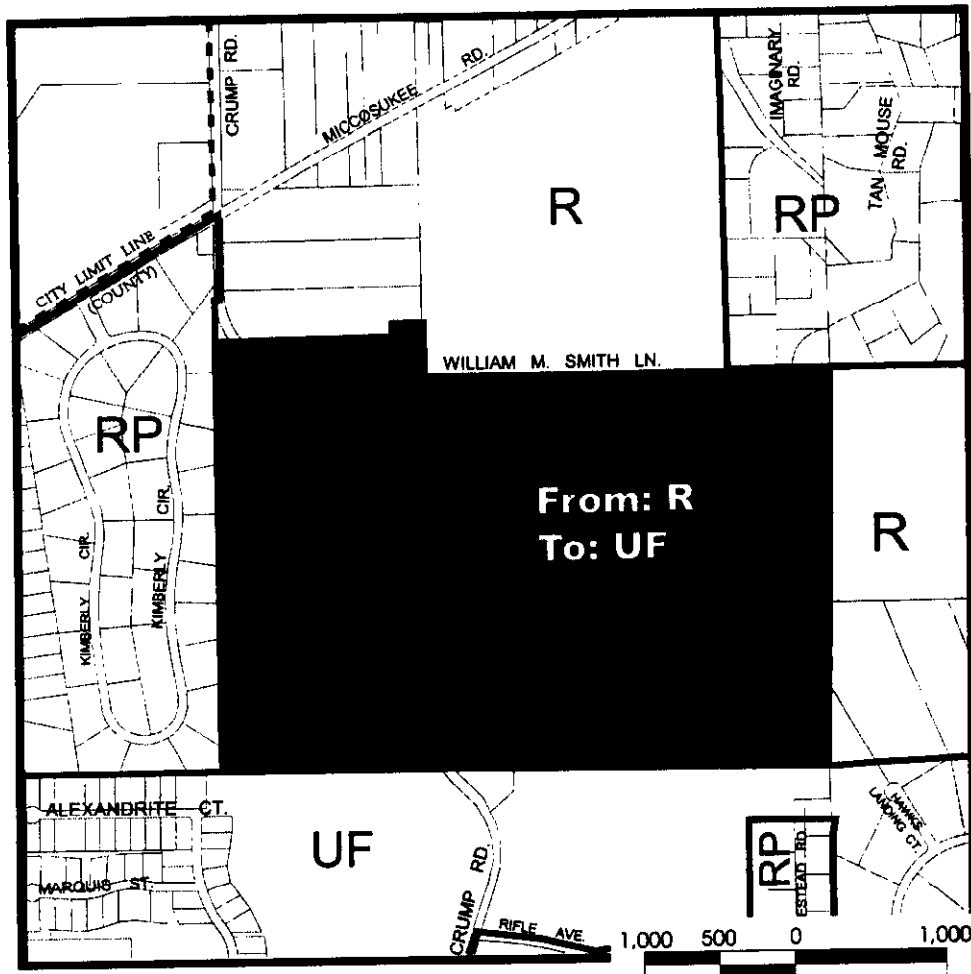 CRUMP RD.
MICCOSUKEE RD.
IMAGINARY
RD.
TAN MOUSE
RD.
R
RP
CITY LIMIT LINE
(COUNTY)
WILLIAM M. SMITH LN.
RP
From: R
To: UF
R
KIMBERLY CIR.
KIMBERLY CIR.
ALEXANDRITE CT.
MARQUIS ST.
UF
CRUMP RD.
RIFLE AVE.
RP
ESTEAD RD
HAWKS
LANDING CT.
1,000 500 0 1,000